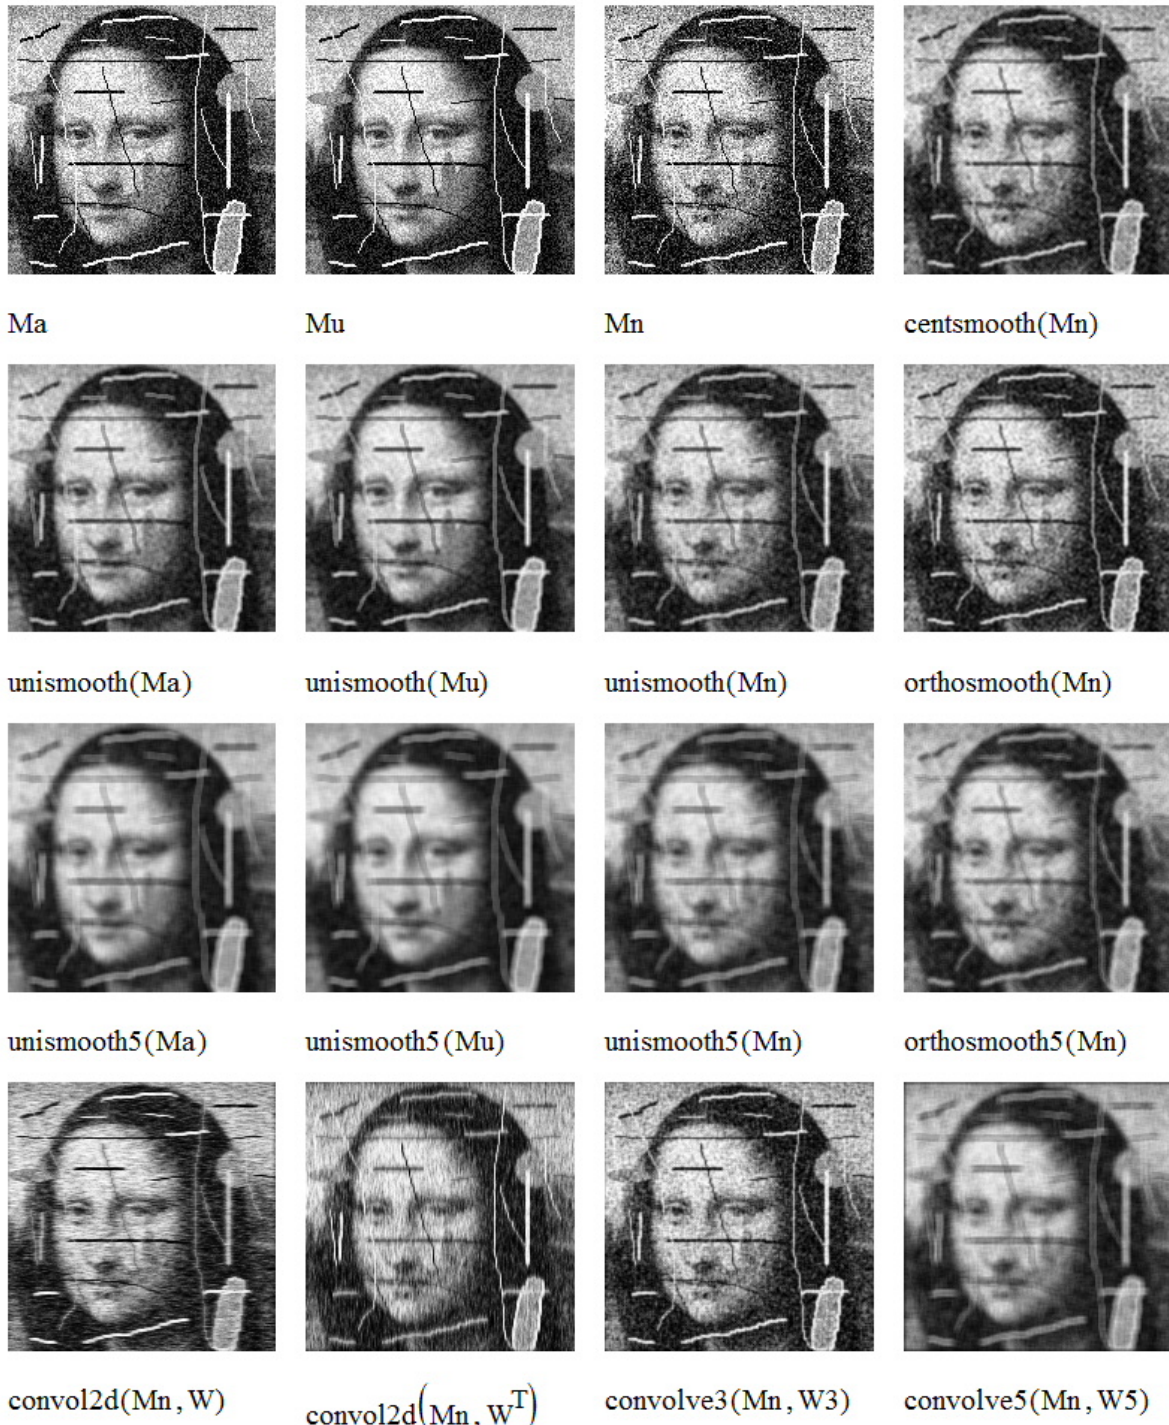 Ma Mu Mn centsmooth(Mn)
unismooth(Ma) unismooth(Mu) unismooth(Mn) orthosmooth(Mn)
unismooth5(Ma) unismooth5(Mu) unismooth5(Mn) orthosmooth5(Mn)
convol2d(Mn,W) convol2d(Mn,W^T) convolve3(Mn,W3) convolve5(Mn,W5)